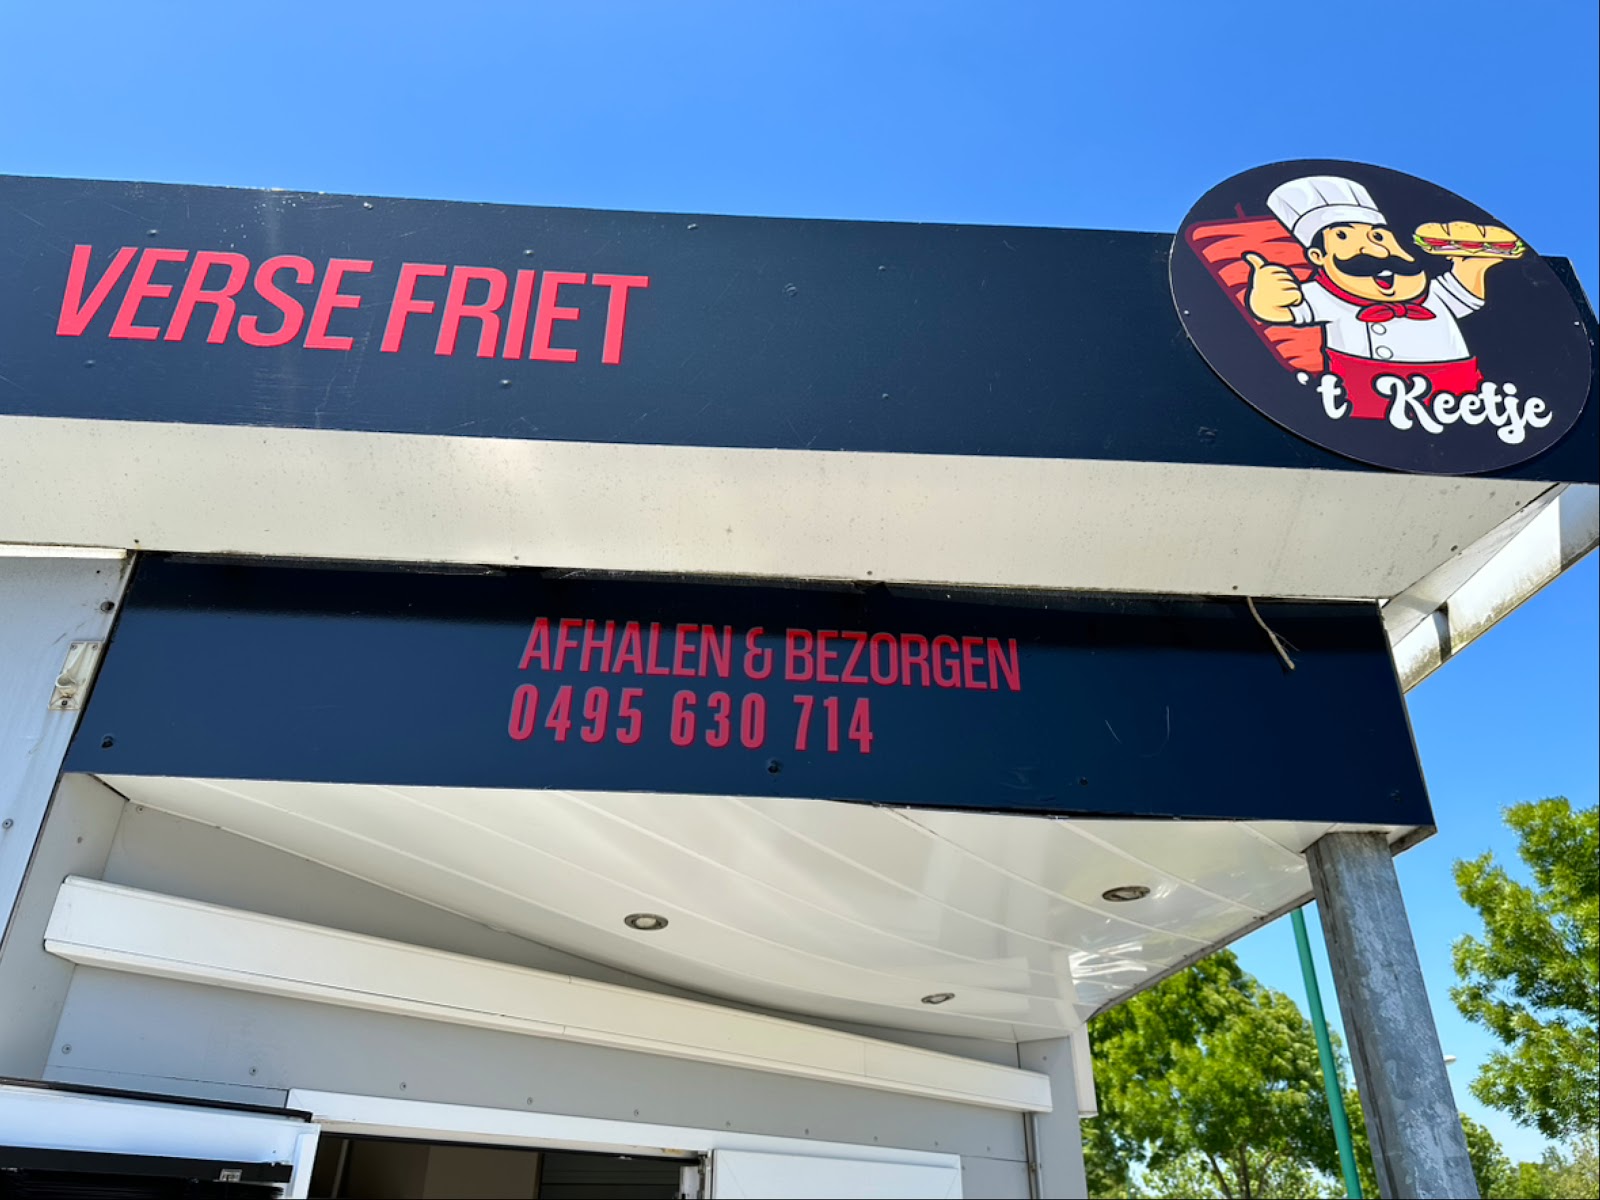 VERSE FRIET
't Keetje
AFHALEN & BEZORGEN
0495 630 714